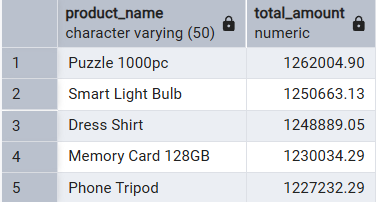 product_name total_amount
character varying (50) numeric
1 Puzzle 1000pc 1262004.90
2 Smart Light Bulb 1250663.13
3 Dress Shirt 1248889.05
4 Memory Card 128GB 1230034.29
5 Phone Tripod 1227232.29